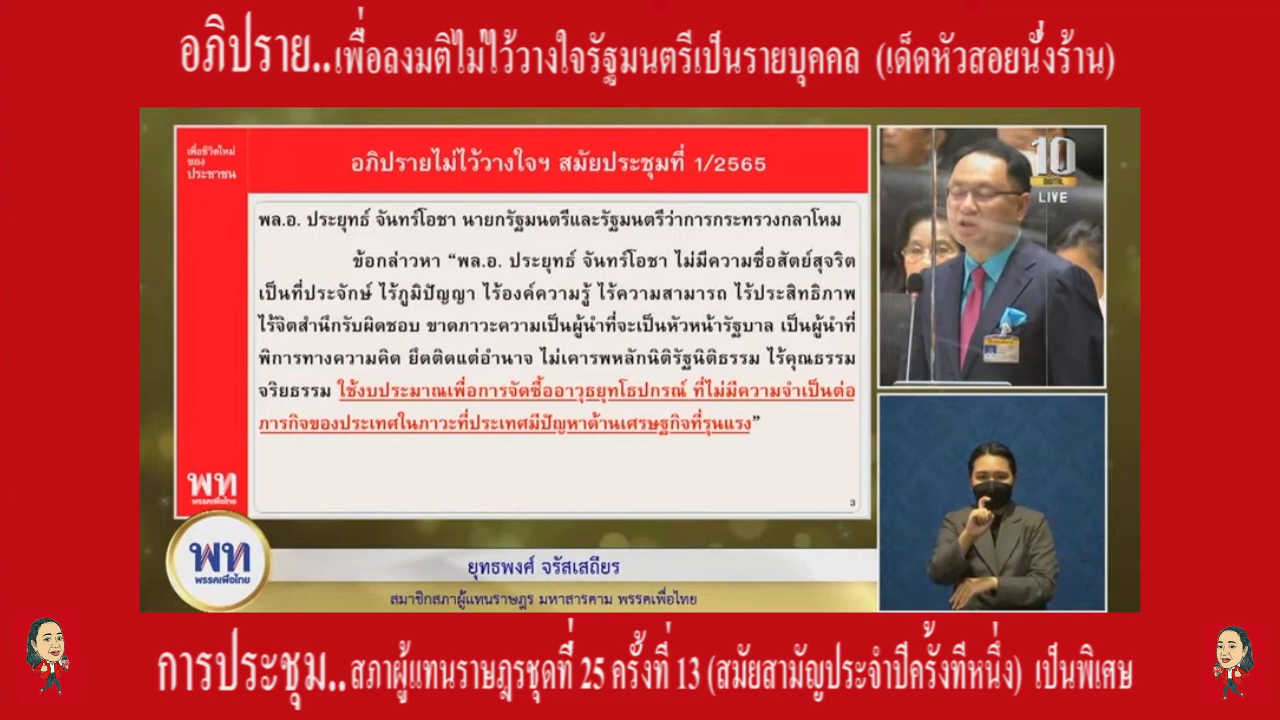 อภิปราย..เพื่อลงมติไม่ไว้วางใจรัฐมนตรีเป็นรายบุคคล (เด็ดหัวสอยนั่งร้าน)
เพื่อชีวิตใหม่
ของ
ประชาชน
อภิปรายไม่ไว้วางใจฯ สมัยประชุมที่ 1/2565
พล.อ. ประยุทธ์ จันทร์โอชา นายกรัฐมนตรีและรัฐมนตรีว่าการกระทรวงกลาโหม
ข้อกล่าวหา “พล.อ. ประยุทธ์ จันทร์โอชา ไม่มีความซื่อสัตย์สุจริต
เป็นที่ประจักษ์ ไร้ภูมิปัญญา ไร้องค์ความรู้ ไร้ความสามารถ ไร้ประสิทธิภาพ
ไร้จิตสำนึกรับผิดชอบ ขาดภาวะความเป็นผู้นำที่จะเป็นหัวหน้ารัฐบาล เป็นผู้นำที่
พิการทางความคิด ยึดติดแต่อำนาจ ไม่เคารพหลักนิติรัฐนิติธรรม ไร้คุณธรรม
จริยธรรม ใช้งบประมาณเพื่อการจัดซื้ออาวุธยุทโธปกรณ์ ที่ไม่มีความจำเป็นต่อ
ภารกิจของประเทศในภาวะที่ประเทศมีปัญหาด้านเศรษฐกิจที่รุนแรง”
พท
พรรคเพื่อไทย
3
10
DIGITAL
LIVE
พท
พรรคเพื่อไทย
ยุทธพงศ์ จรัสเสถียร
สมาชิกสภาผู้แทนราษฎร มหาสารคาม พรรคเพื่อไทย
การประชุม..สภาผู้แทนราษฎรชุดที่ 25 ครั้งที่ 13 (สมัยสามัญประจำปีครั้งทีหนึ่ง) เป็นพิเศษ